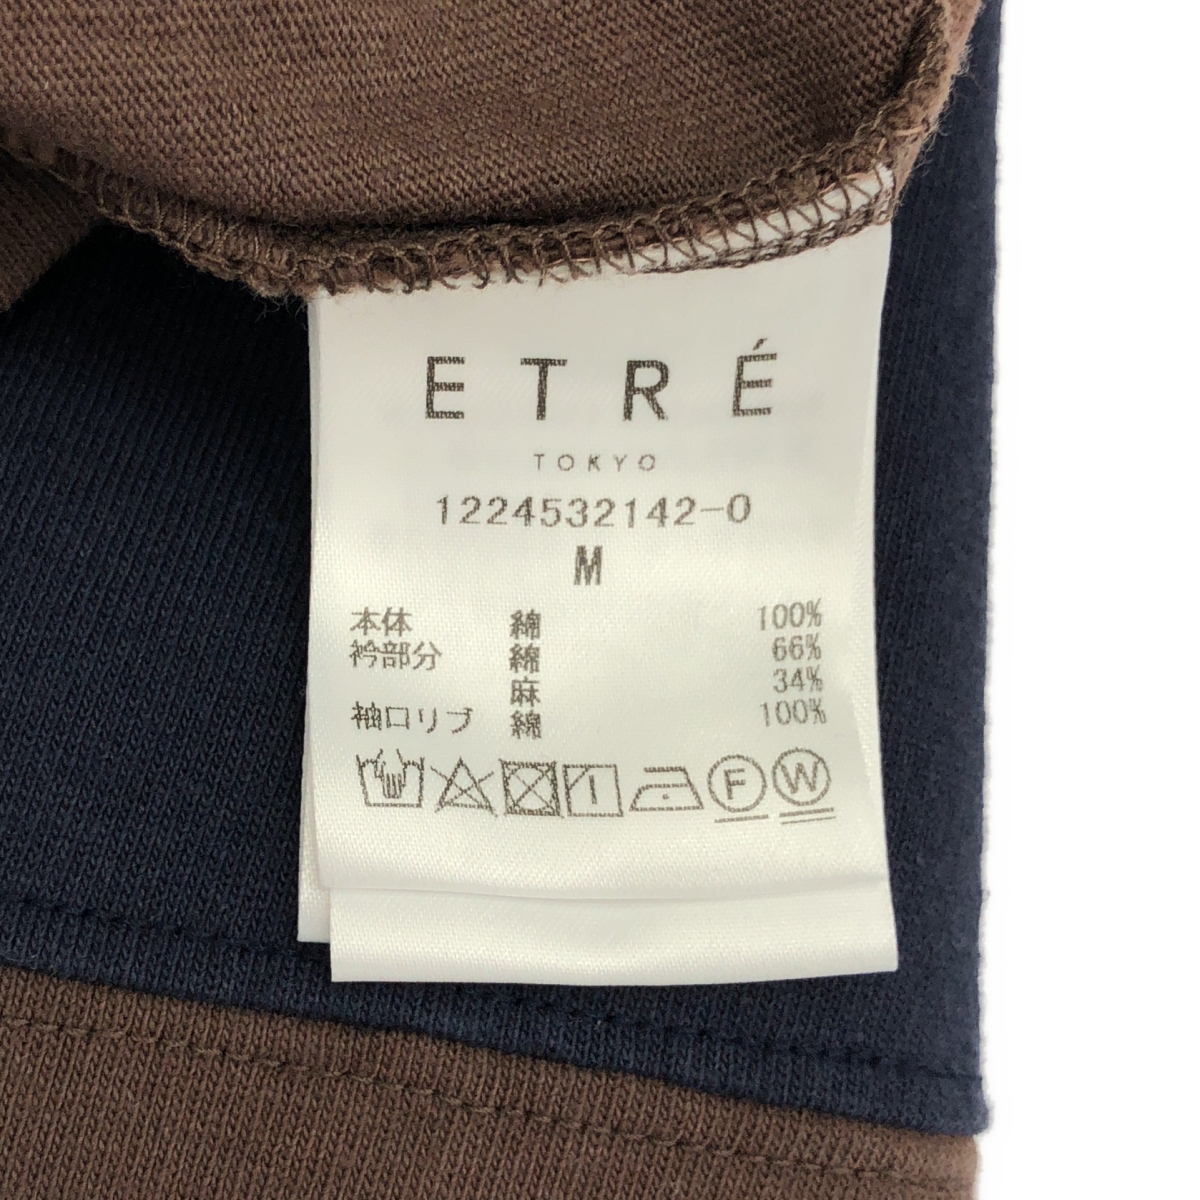 ETRÉ
TOKYO
1224532142-0
M
本体 綿 100%
衿部分 綿 66%
麻 34%
袖口リブ 綿 100%
F W